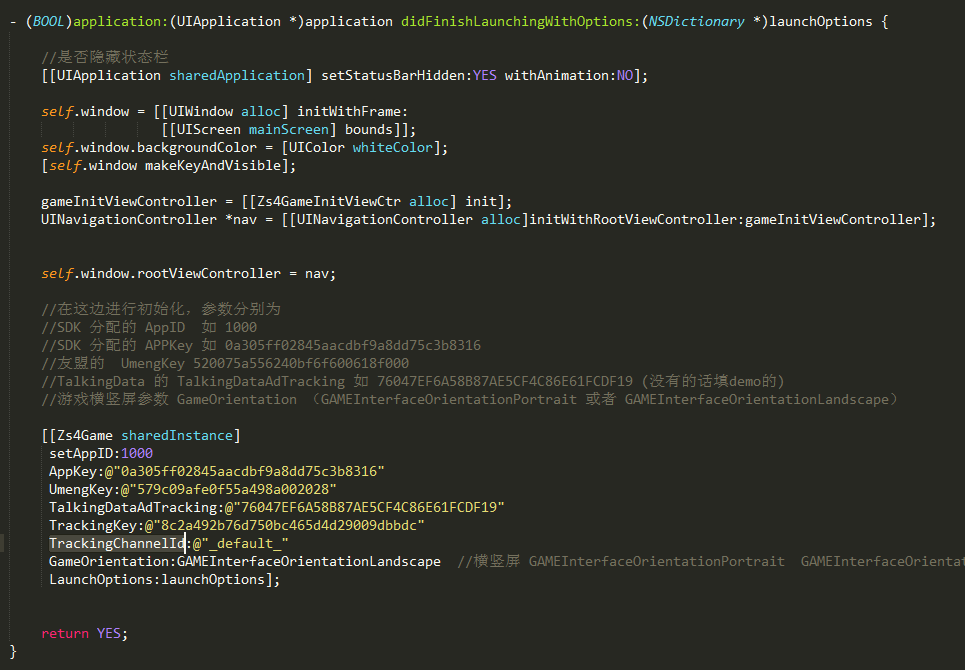 - (BOOL)application:(UIApplication *)application didFinishLaunchingWithOptions:(NSDictionary *)launchOptions {
//是否隐藏状态栏
[[UIApplication sharedApplication] setStatusBarHidden:YES withAnimation:NO];
self.window = [[UIWindow alloc] initWithFrame:
[[UIScreen mainScreen] bounds]];
self.window.backgroundColor = [UIColor whiteColor];
[self.window makeKeyAndVisible];
gameInitViewController = [[Zs4GameInitViewCtr alloc] init];
UINavigationController *nav = [[UINavigationController alloc]initWithRootViewController:gameInitViewController];
self.window.rootViewController = nav;
//在这边进行初始化，参数分别为
//SDK 分配的 AppID  如 1000
//SDK 分配的 APPKey 如 0a305ff02845aacdbf9a8dd75c3b8316
//友盟的  UmengKey 520075a556240bf6f600618f000
//TalkingData 的 TalkingDataAdTracking 如 76047EF6A58B87AE5CF4C86E61FCDF19 (没有的话填demo的)
//游戏横竖屏参数 GameOrientation （GAMEInterfaceOrientationPortrait 或者 GAMEInterfaceOrientationLandscape）
[[Zs4Game sharedInstance]
setAppID:1000
AppKey:@"0a305ff02845aacdbf9a8dd75c3b8316"
UmengKey:@"579c09afe0f55a498a002028"
TalkingDataAdTracking:@"76047EF6A58B87AE5CF4C86E61FCDF19"
TrackingKey:@"8c2a492b76d750bc465d4d29009dbbdc"
TrackingChannelId:@"_default_"
GameOrientation:GAMEInterfaceOrientationLandscape  //横竖屏 GAMEInterfaceOrientationPortrait  GAMEInterfaceOrientat
LaunchOptions:launchOptions];
return YES;
}